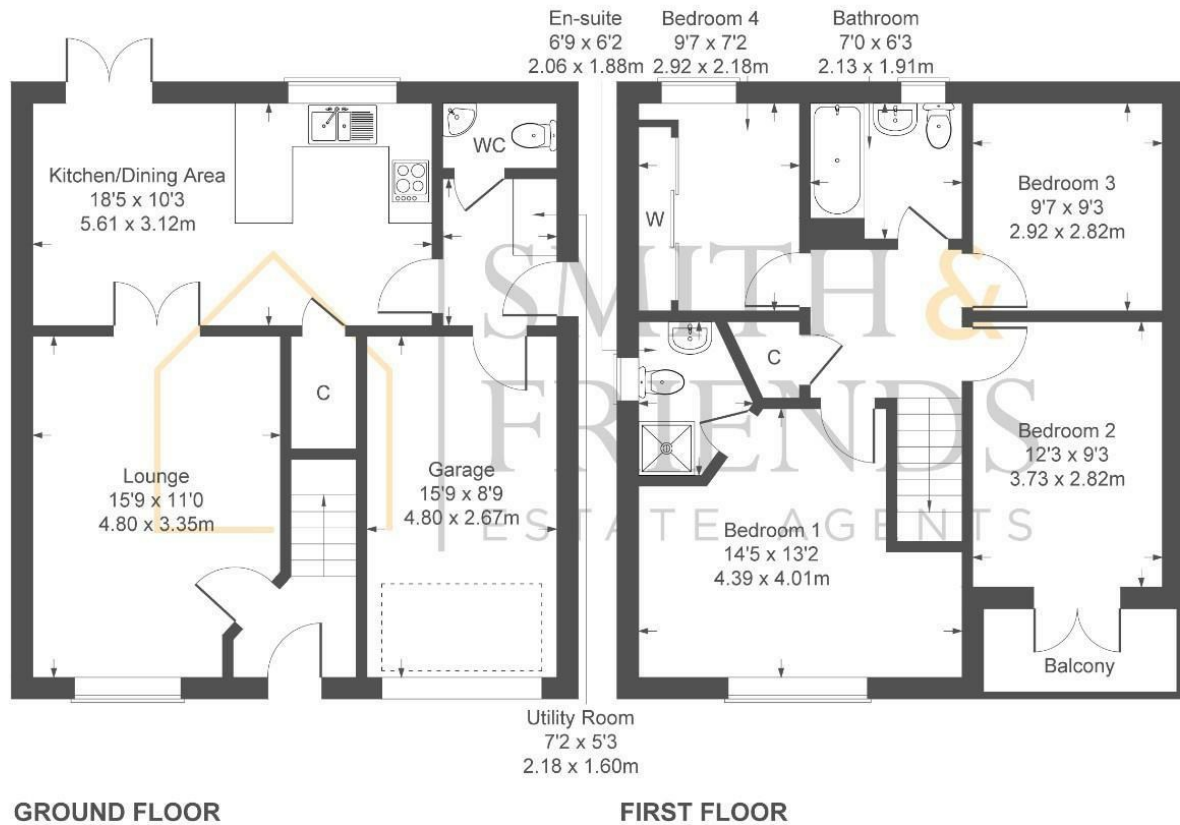 En-suite
6'9 x 6'2
2.06 x 1.88m
Bedroom 4
9'7 x 7'2
2.92 x 2.18m
Bathroom
7'0 x 6'3
2.13 x 1.91m
Kitchen/Dining Area
18'5 x 10'3
5.61 x 3.12m
WC
W
Bedroom 3
9'7 x 9'3
2.92 x 2.82m
SMITH &
FRIENDS
ESTATE AGENTS
C
C
Lounge
15'9 x 11'0
4.80 x 3.35m
Garage
15'9 x 8'9
4.80 x 2.67m
Bedroom 1
14'5 x 13'2
4.39 x 4.01m
Bedroom 2
12'3 x 9'3
3.73 x 2.82m
Balcony
Utility Room
7'2 x 5'3
2.18 x 1.60m
GROUND FLOOR
FIRST FLOOR